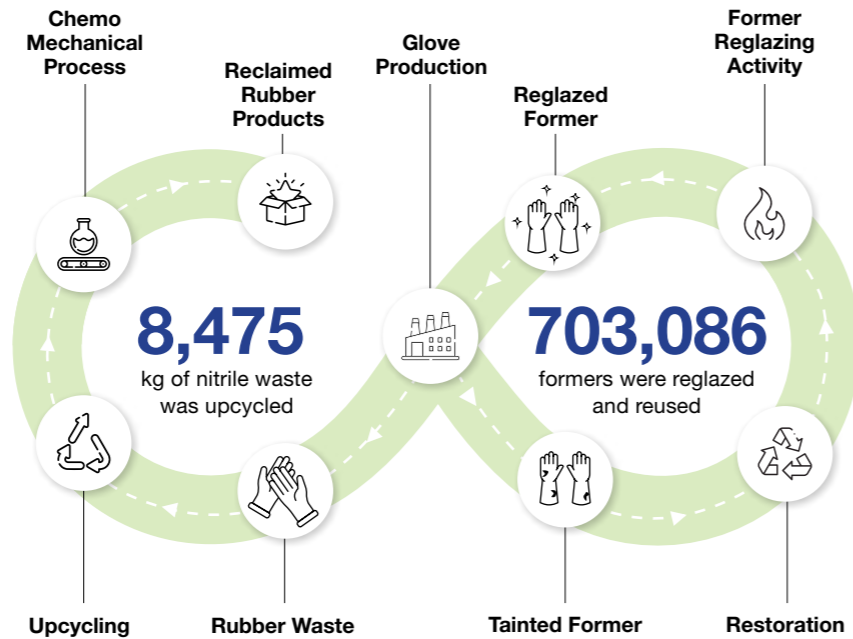 Chemo
Mechanical
Process
Reclaimed
Rubber
Products
Glove
Production
Reglazed
Former
Former
Reglazing
Activity
8,475
kg of nitrile waste
was upcycled
703,086
formers were reglazed
and reused
Upcycling
Rubber Waste
Tainted Former
Restoration